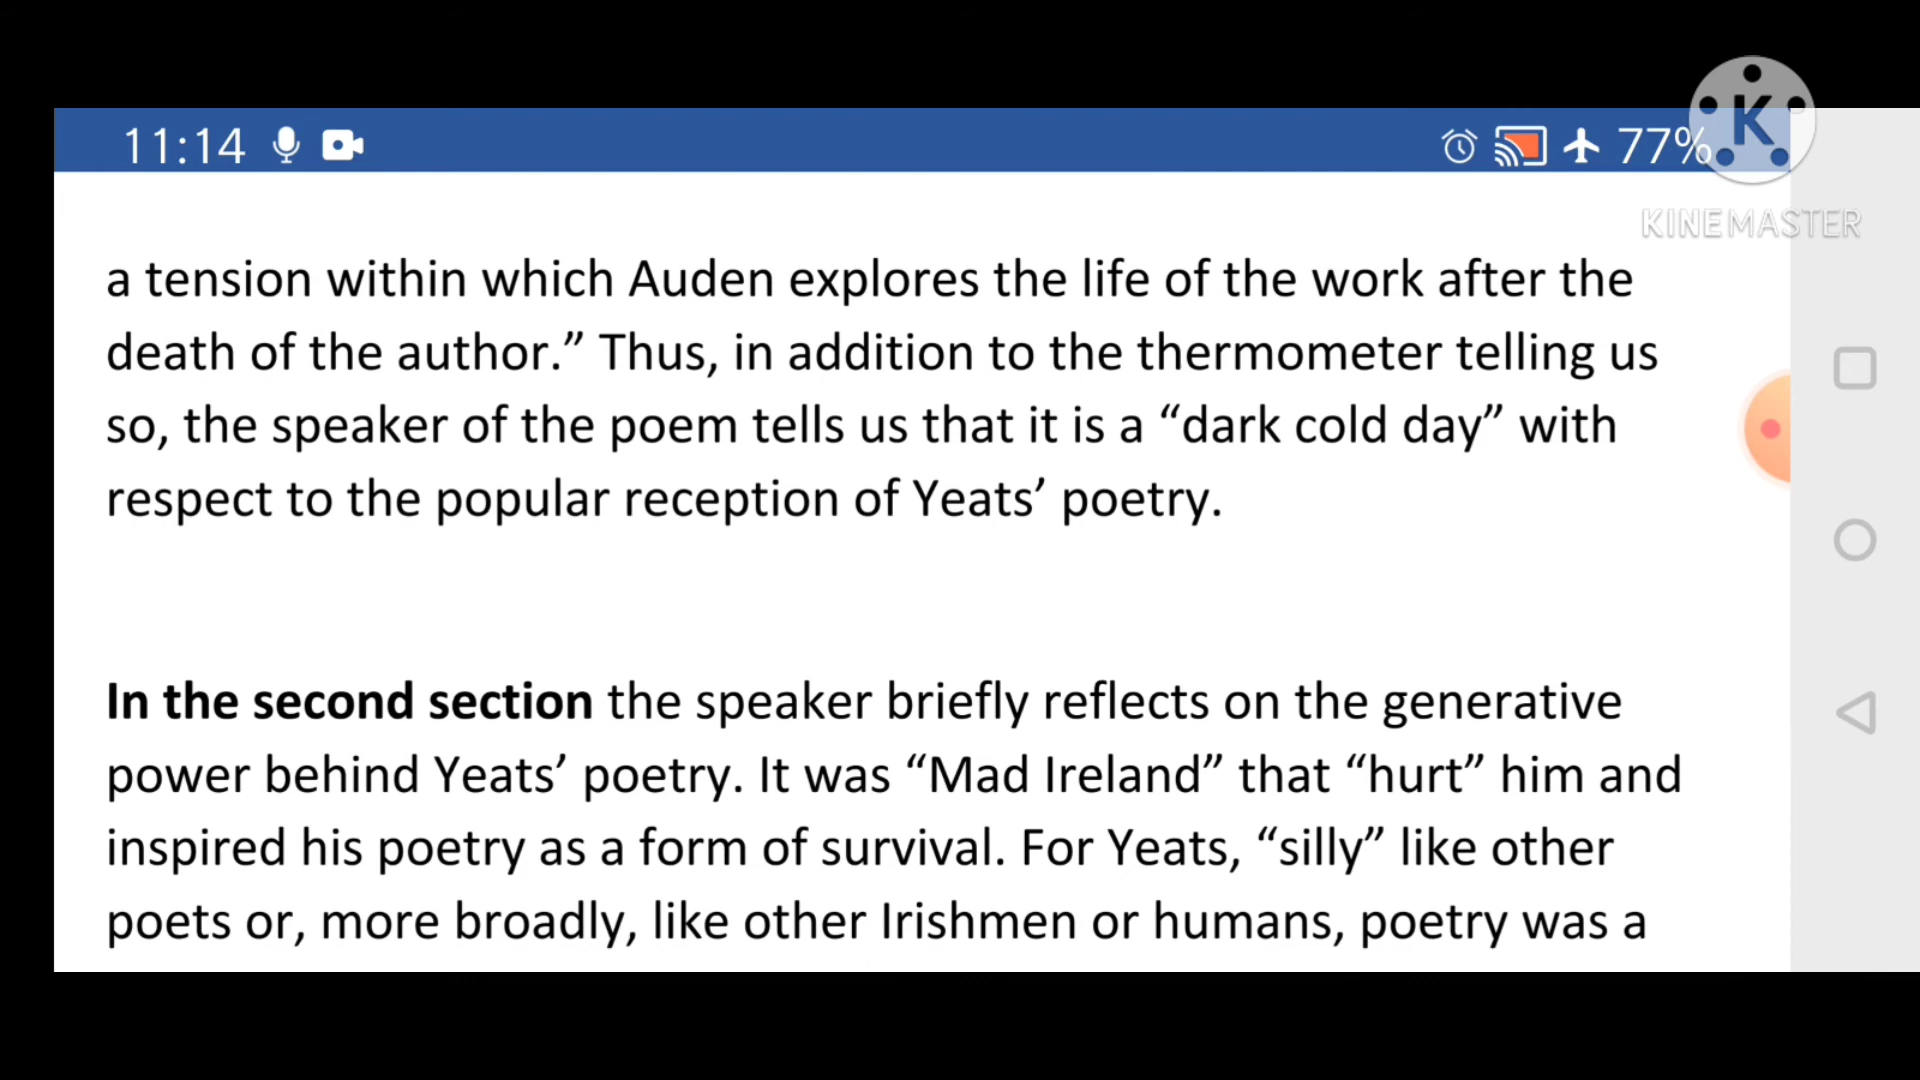 11:14
77%
K
KINEMASTER
a tension within which Auden explores the life of the work after the
death of the author.” Thus, in addition to the thermometer telling us
so, the speaker of the poem tells us that it is a “dark cold day” with
respect to the popular reception of Yeats’ poetry.
In the second section the speaker briefly reflects on the generative
power behind Yeats’ poetry. It was “Mad Ireland” that “hurt” him and
inspired his poetry as a form of survival. For Yeats, “silly” like other
poets or, more broadly, like other Irishmen or humans, poetry was a